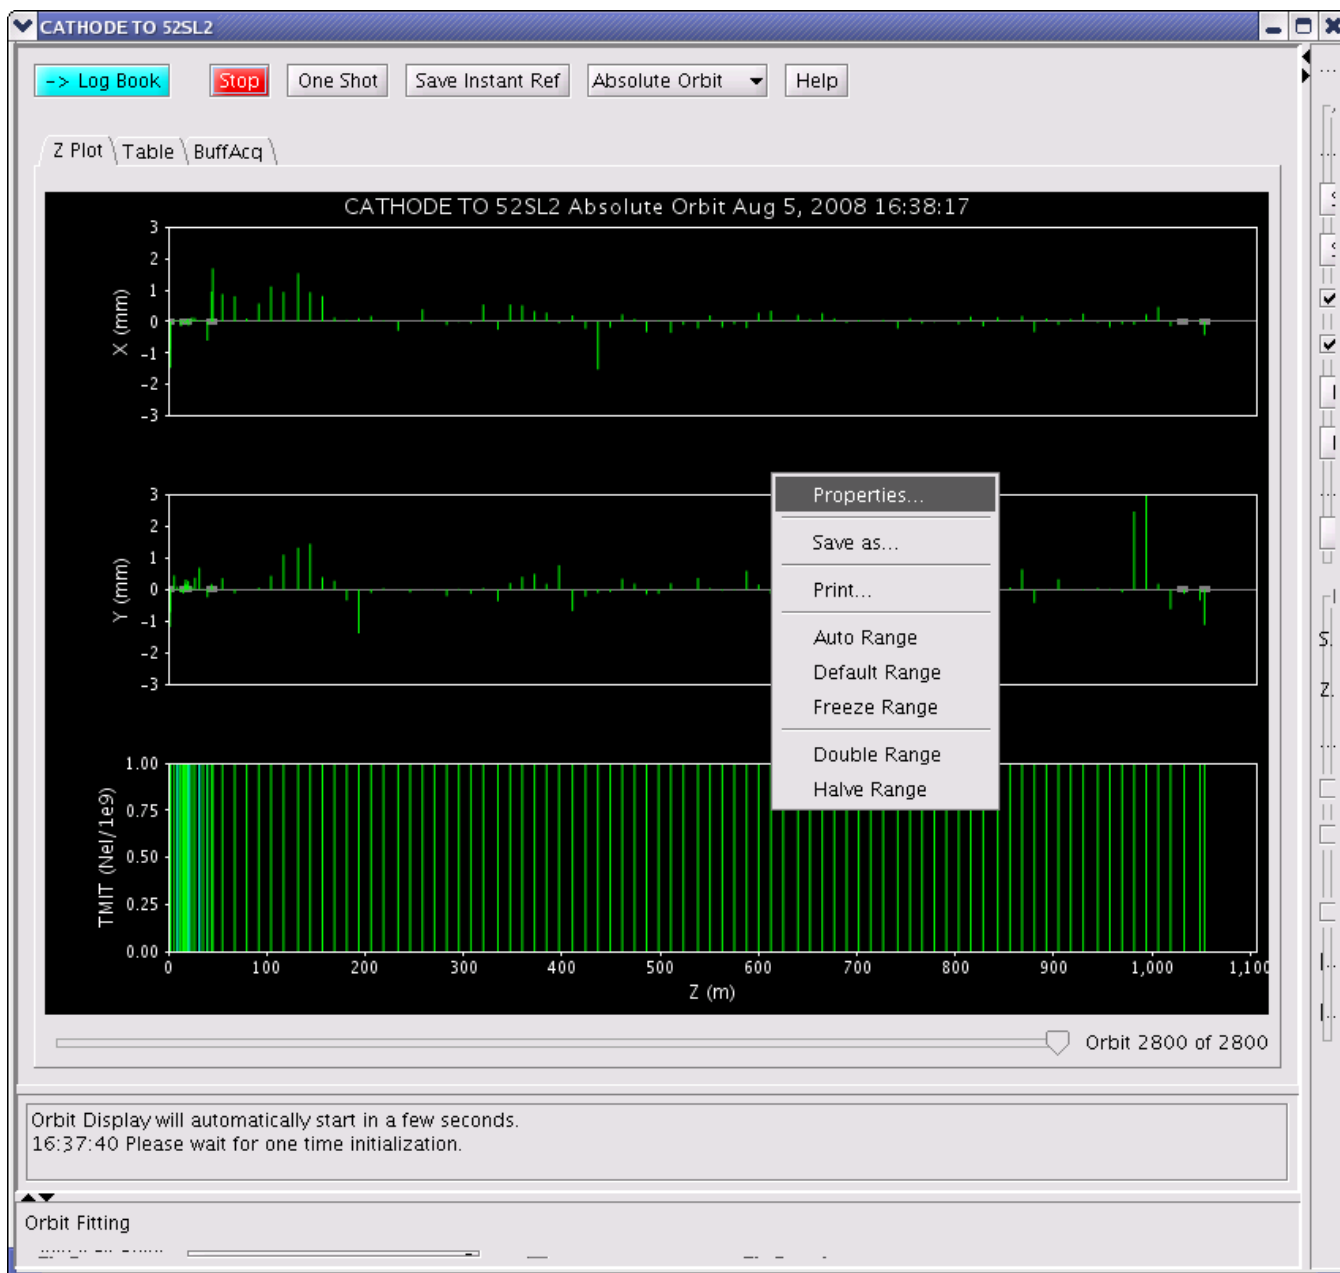 CATHODE TO 52SL2
-> Log Book Stop One Shot Save Instant Ref Absolute Orbit Help
Z Plot Table BuffAcq
CATHODE TO 52SL2 Absolute Orbit Aug 5, 2008 16:38:17
3
2
1
0
-1
-2
-3
X (mm)
3
2
1
0
-1
-2
-3
Y (mm)
Properties...
Save as...
Print...
Auto Range
Default Range
Freeze Range
Double Range
Halve Range
1.00
0.75
0.50
0.25
0.00
TMIT (Nel/1e9)
0 100 200 300 400 500 600 700 800 900 1,000 1,100
Z (m)
Orbit 2800 of 2800
Orbit Display will automatically start in a few seconds.
16:37:40 Please wait for one time initialization.
Orbit Fitting
...
...
S.
Z.
...